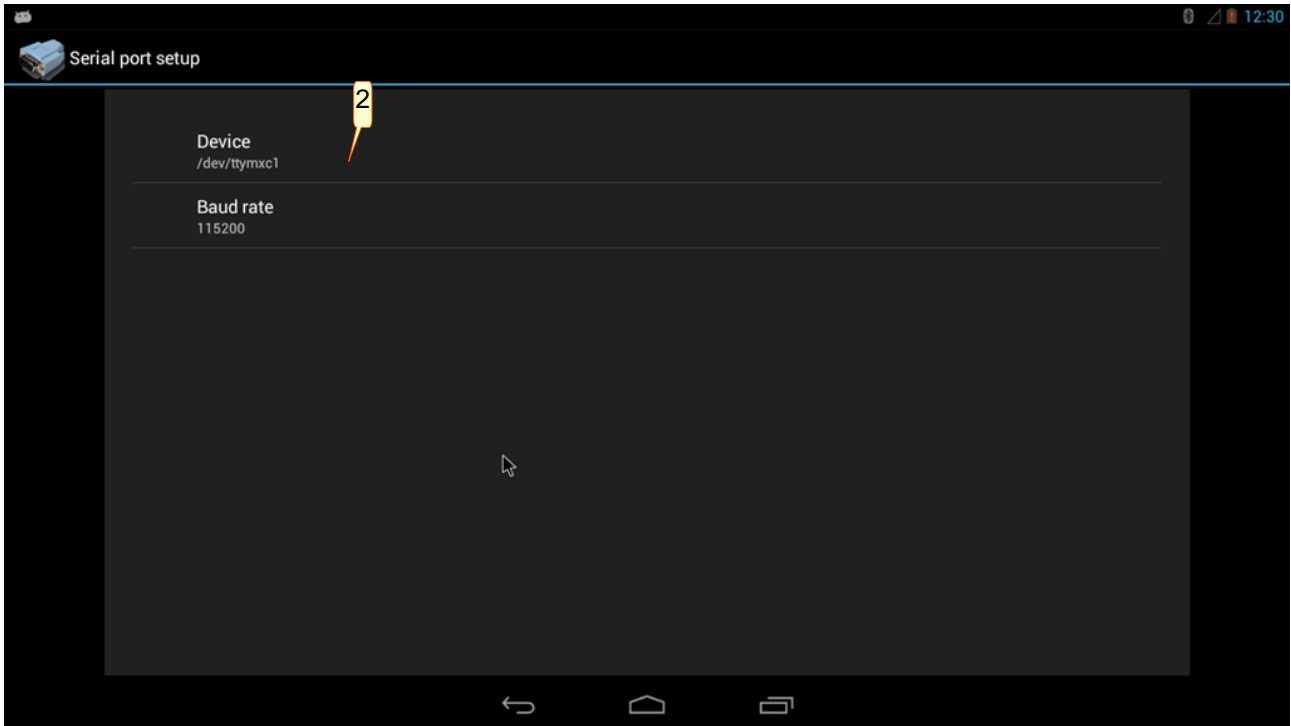 12:30
Serial port setup
2
Device
/dev/ttymxc1
Baud rate
115200